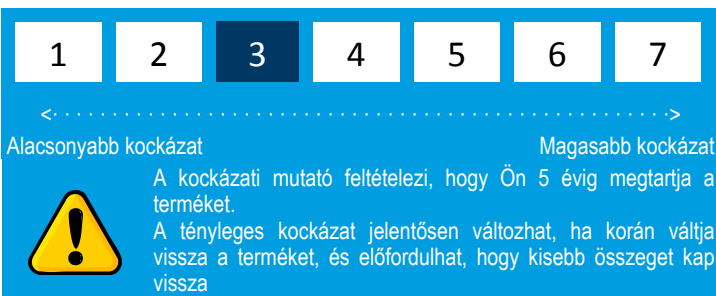 1 2 3 4 5 6 7
Alacsonyabb kockázat Magasabb kockázat
A kockázati mutató feltételezi, hogy Ön 5 évig megtartja a
terméket.
A tényleges kockázat jelentősen változhat, ha korán váltja
vissza a terméket, és előfordulhat, hogy kisebb összeget kap
vissza